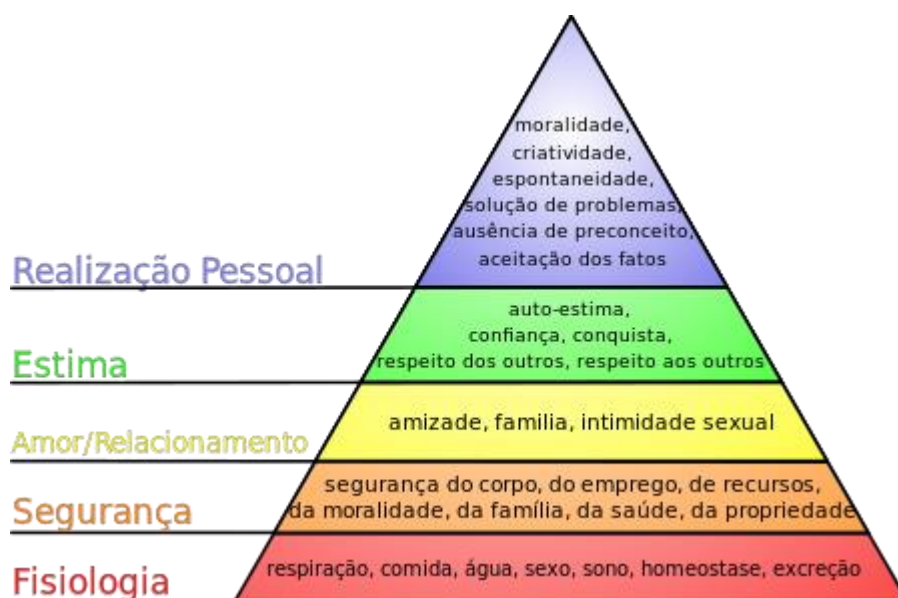 moralidade,
criatividade,
espontaneidade,
solução de problemas,
ausência de preconceito,
aceitação dos fatos
Realização Pessoal
auto-estima,
confiança, conquista,
respeito dos outros, respeito aos outros
Estima
amizade, familia, intimidade sexual
Amor/Relacionamento
segurança do corpo, do emprego, de recursos,
da moralidade, da família, da saúde, da propriedade
Segurança
respiração, comida, água, sexo, sono, homeostase, excreção
Fisiologia